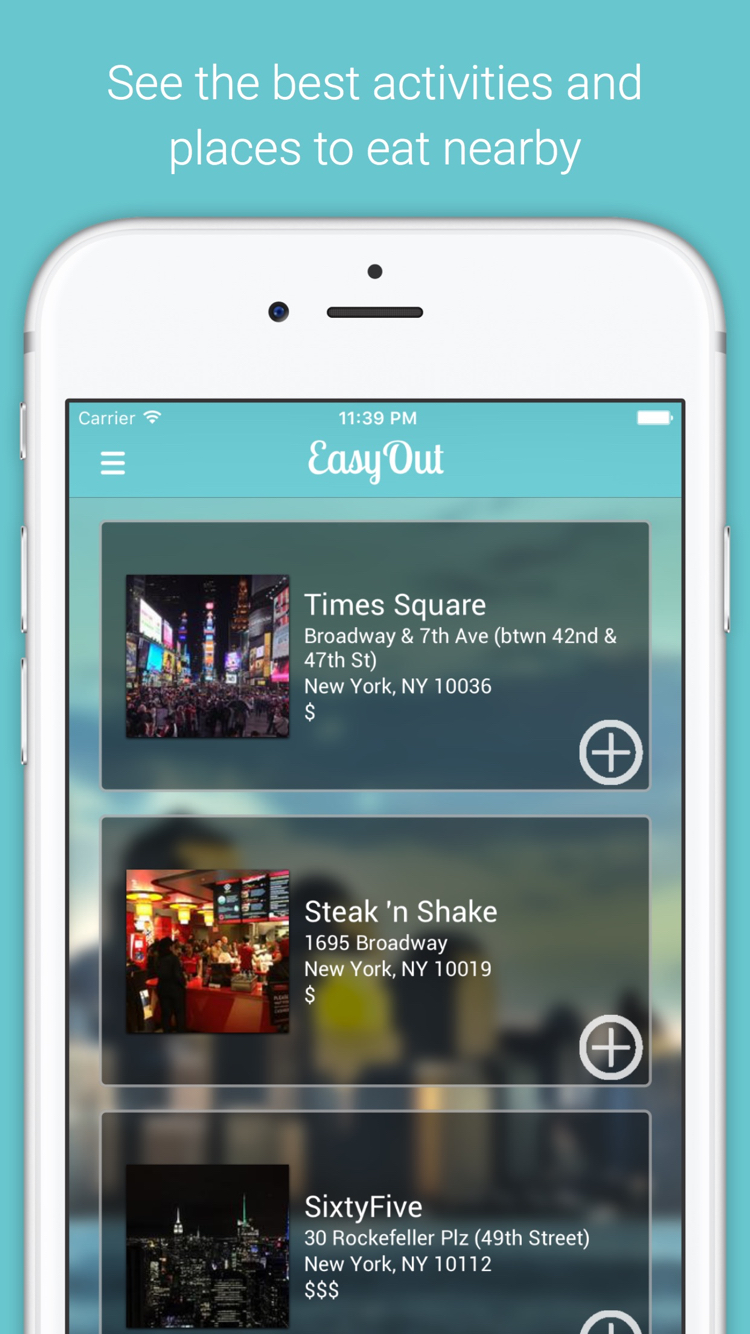 See the best activities and
places to eat nearby
Carrier
11:39 PM
EasyOut
Times Square
Broadway & 7th Ave (btwn 42nd &
47th St)
New York, NY 10036
$
Steak 'n Shake
1695 Broadway
New York, NY 10019
$
SixtyFive
30 Rockefeller Plz (49th Street)
New York, NY 10112
$$$